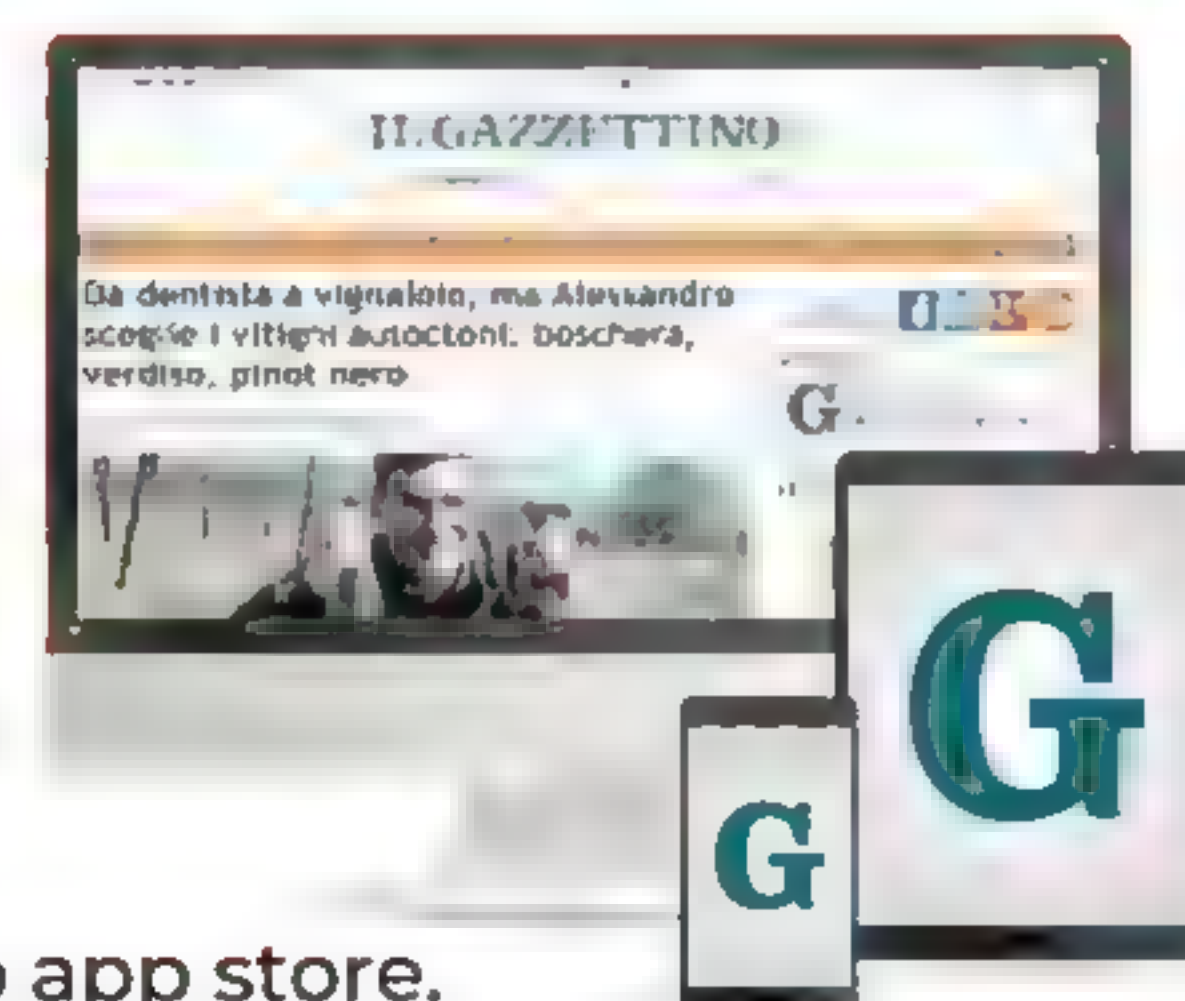 IL GAZZETTINO
Da dentista a vignaiolo, ma Alessandro
sceglie i vitigni autoctoni: boschera,
verdiso, pinot nero
G
G
G
app store.